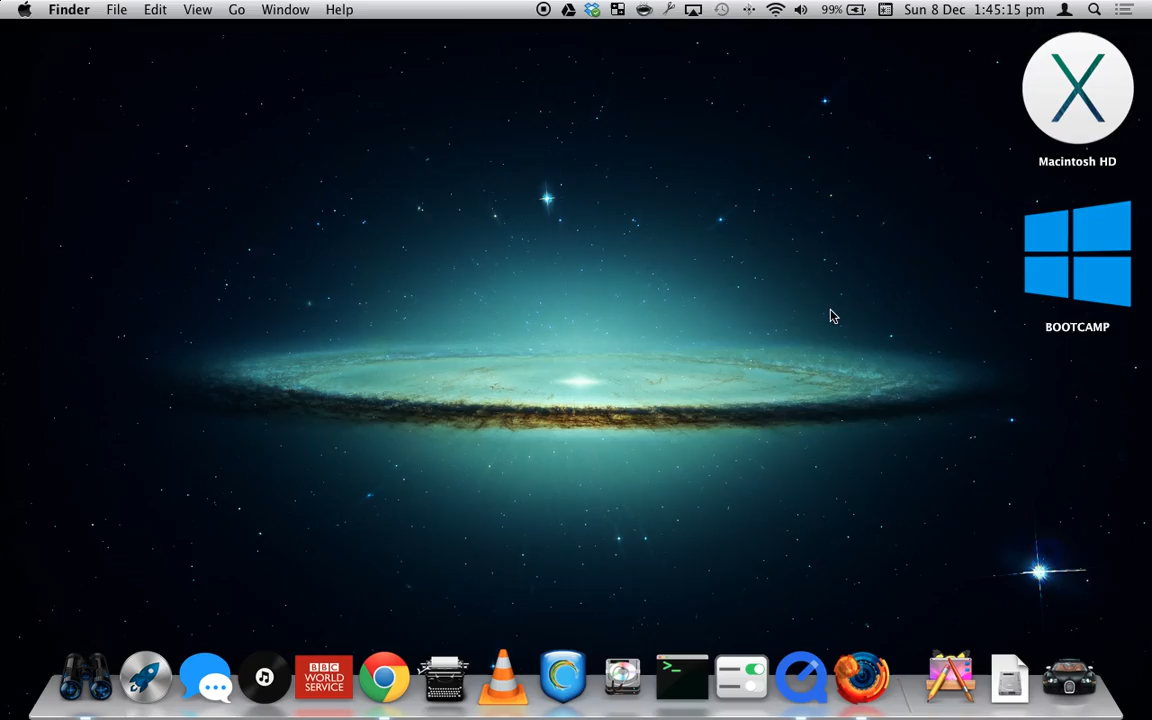 Finder File Edit View Go Window Help 99% Sun 8 Dec 1:45:15 pm
Macintosh HD
BOOTCAMP
BBC
WORLD
SERVICE
>_